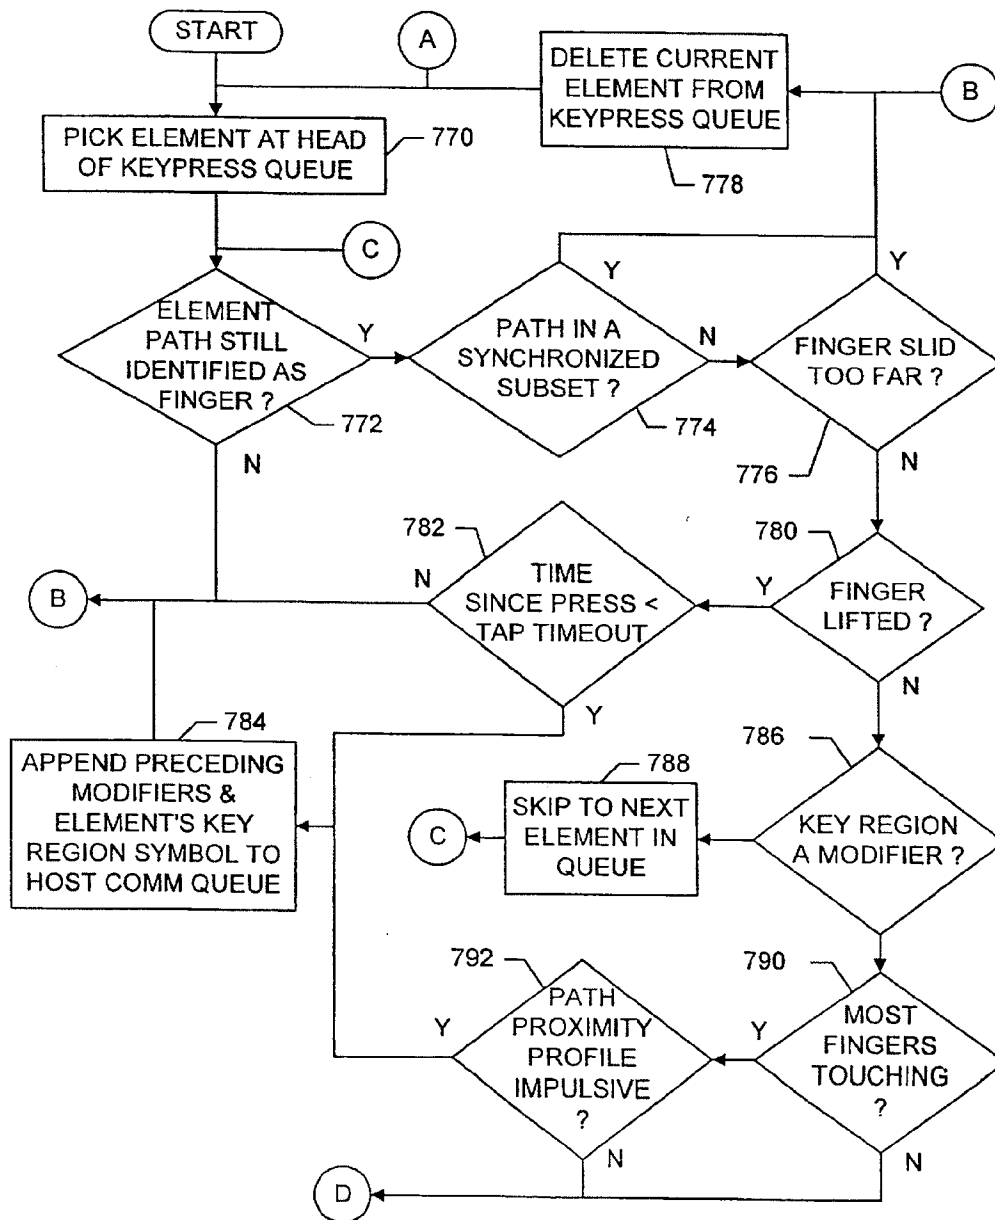 START
A
DELETE CURRENT
ELEMENT FROM
KEYPRESS QUEUE
B
PICK ELEMENT AT HEAD
OF KEYPRESS QUEUE
770
778
C
ELEMENT
PATH STILL
IDENTIFIED AS
FINGER ?
Y
772
N
Y
PATH IN A
SYNCHRONIZED
SUBSET ?
N
774
Y
FINGER SLID
TOO FAR ?
776
N
782
TIME
SINCE PRESS <
TAP TIMEOUT
N
Y
780
Y
FINGER
LIFTED ?
N
B
784
APPEND PRECEDING
MODIFIERS &
ELEMENT'S KEY
REGION SYMBOL TO
HOST COMM QUEUE
C
788
SKIP TO NEXT
ELEMENT IN
QUEUE
786
KEY REGION
A MODIFIER ?
792
Y
PATH
PROXIMITY
PROFILE
IMPULSIVE
?
N
790
Y
MOST
FINGERS
TOUCHING
?
N
D